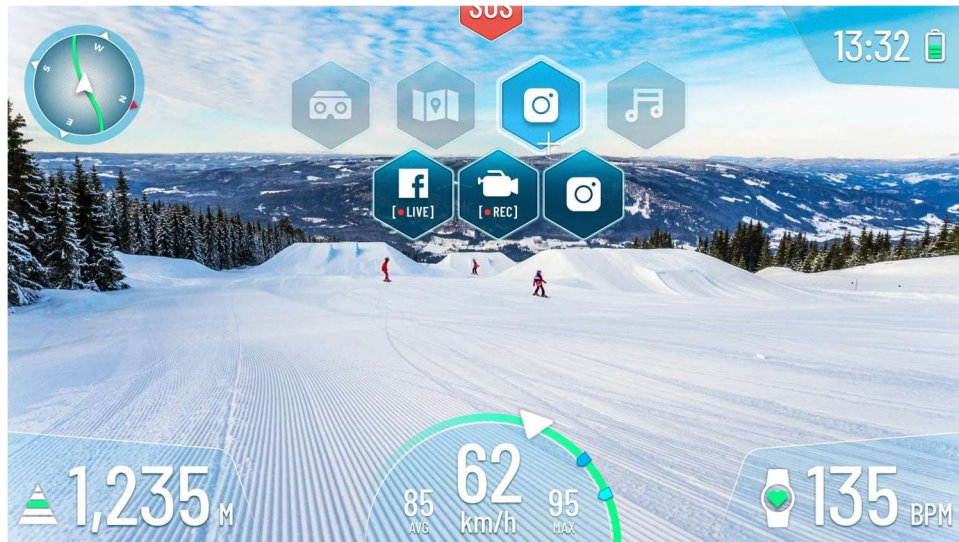 SOS
13:32
W
S
N
E
[●LIVE]
[●REC]
1,235 M
62
km/h
85
AVG
95
MAX
135 BPM